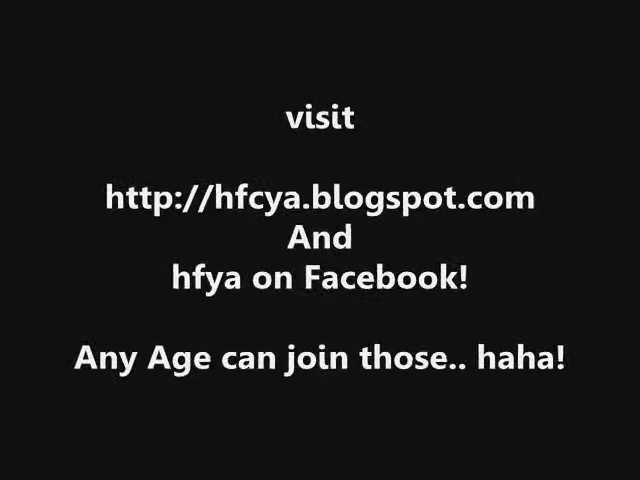 visit
http://hfcya.blogspot.com
And
hfya on Facebook!
Any Age can join those.. haha!